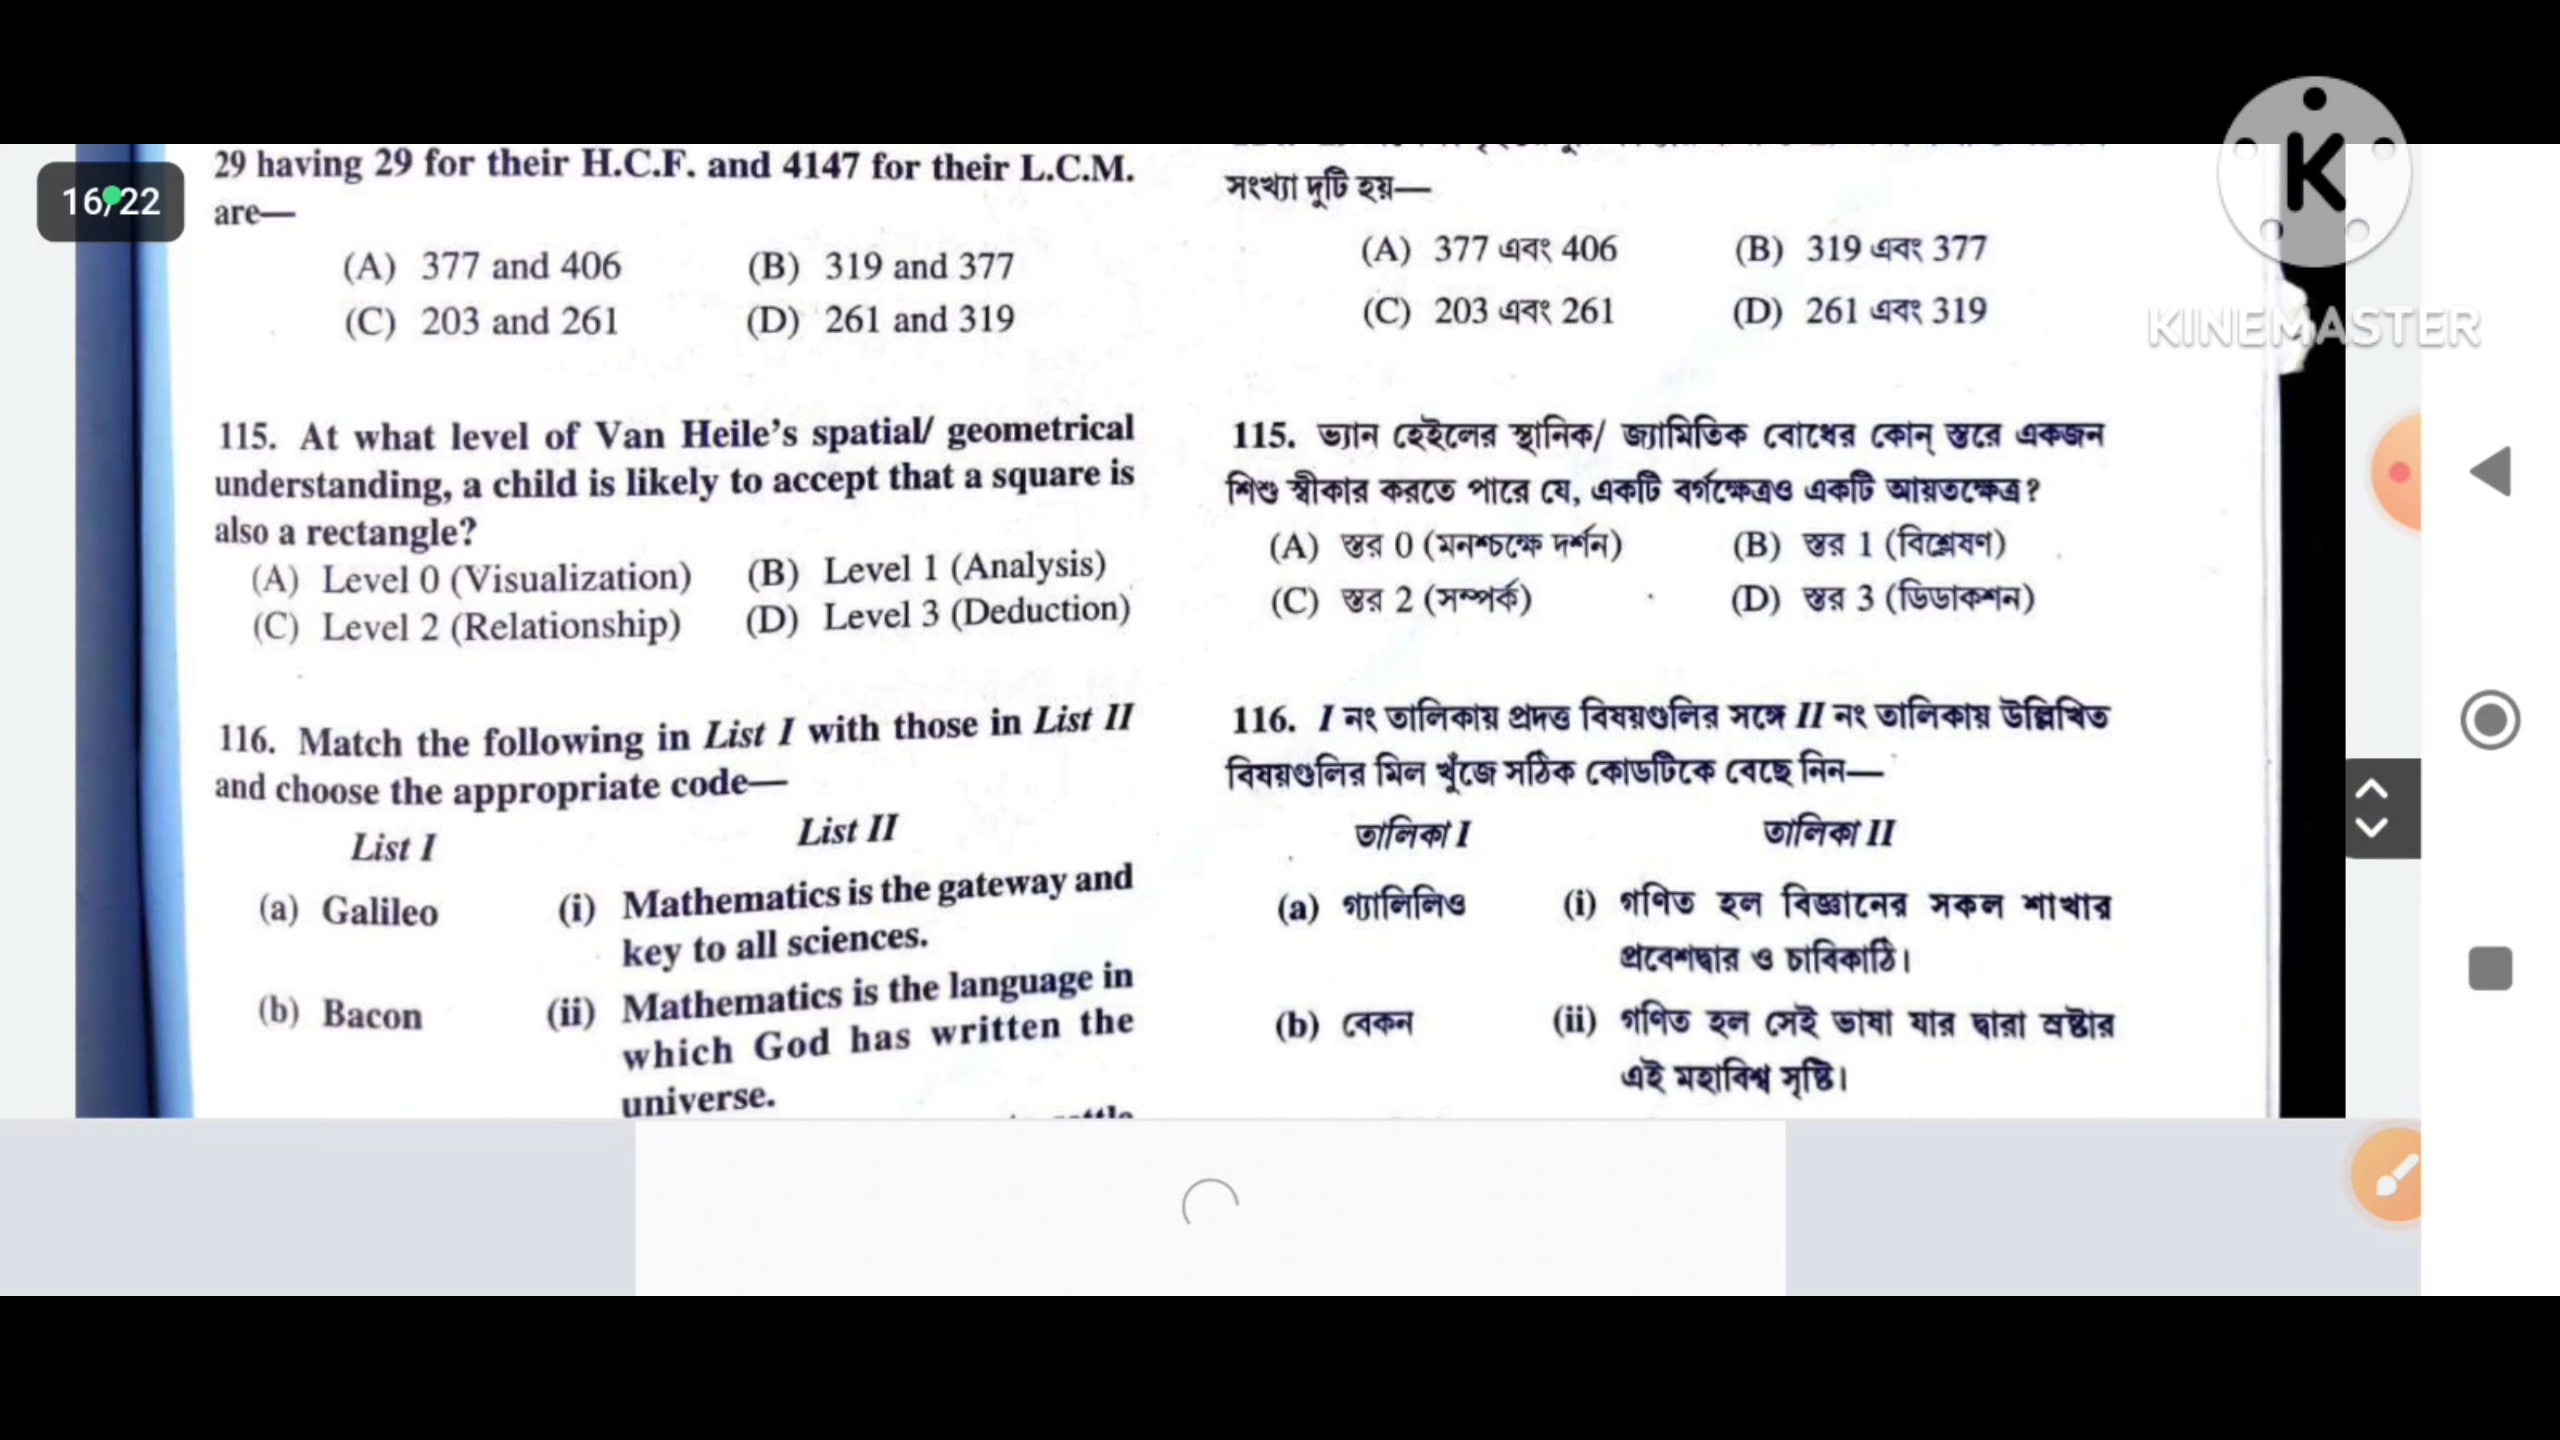 16/22
29 having 29 for their H.C.F. and 4147 for their L.C.M.
are—
(A) 377 and 406 (B) 319 and 377
(C) 203 and 261 (D) 261 and 319
115. At what level of Van Heile's spatial/ geometrical
understanding, a child is likely to accept that a square is
also a rectangle?
(A) Level 0 (Visualization) (B) Level 1 (Analysis)
(C) Level 2 (Relationship) (D) Level 3 (Deduction)
116. Match the following in List I with those in List II
and choose the appropriate code—
List I List II
(a) Galileo (i) Mathematics is the gateway and
key to all sciences.
(b) Bacon (ii) Mathematics is the language in
which God has written the
universe.
সংখ্যা দুটি হয়—
(A) 377 এবং 406 (B) 319 এবং 377
(C) 203 এবং 261 (D) 261 এবং 319
115. ভ্যান হেইলের স্থানিক/ জ্যামিতিক বোধের কোন্ স্তরে একজন
শিশু স্বীকার করতে পারে যে, একটি বর্গক্ষেত্রও একটি আয়তক্ষেত্র?
(A) স্তর 0 (মনশ্চক্ষে দর্শন) (B) স্তর 1 (বিশ্লেষণ)
(C) স্তর 2 (সম্পর্ক) (D) স্তর 3 (ডিডাকশন)
116. I নং তালিকায় প্রদত্ত বিষয়গুলির সঙ্গে II নং তালিকায় উল্লিখিত
বিষয়গুলির মিল খুঁজে সঠিক কোডটিকে বেছে নিন—
তালিকা I তালিকা II
(a) গ্যালিলিও (i) গণিত হল বিজ্ঞানের সকল শাখার
প্রবেশদ্বার ও চাবিকাঠি।
(b) বেকন (ii) গণিত হল সেই ভাষা যার দ্বারা স্রষ্টার
এই মহাবিশ্ব সৃষ্টি।
K
KINEMASTER